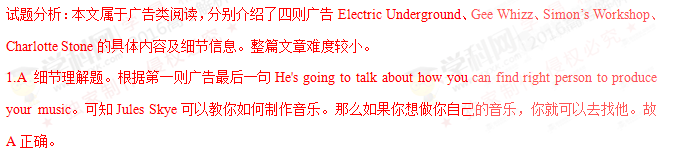 试题分析：本文属于广告类阅读，分别介绍了四则广告 Electric Underground、Gee Whizz、Simon's Workshop、
Charlotte Stone 的具体内容及细节信息。整篇文章难度较小。
1.A 细节理解题。根据第一则广告最后一句 He's going to talk about how you can find right person to produce
your music。可知 Jules Skye 可以教你如何制作音乐。那么如果你想做你自己的音乐，你就可以去找他。故
A 正确。